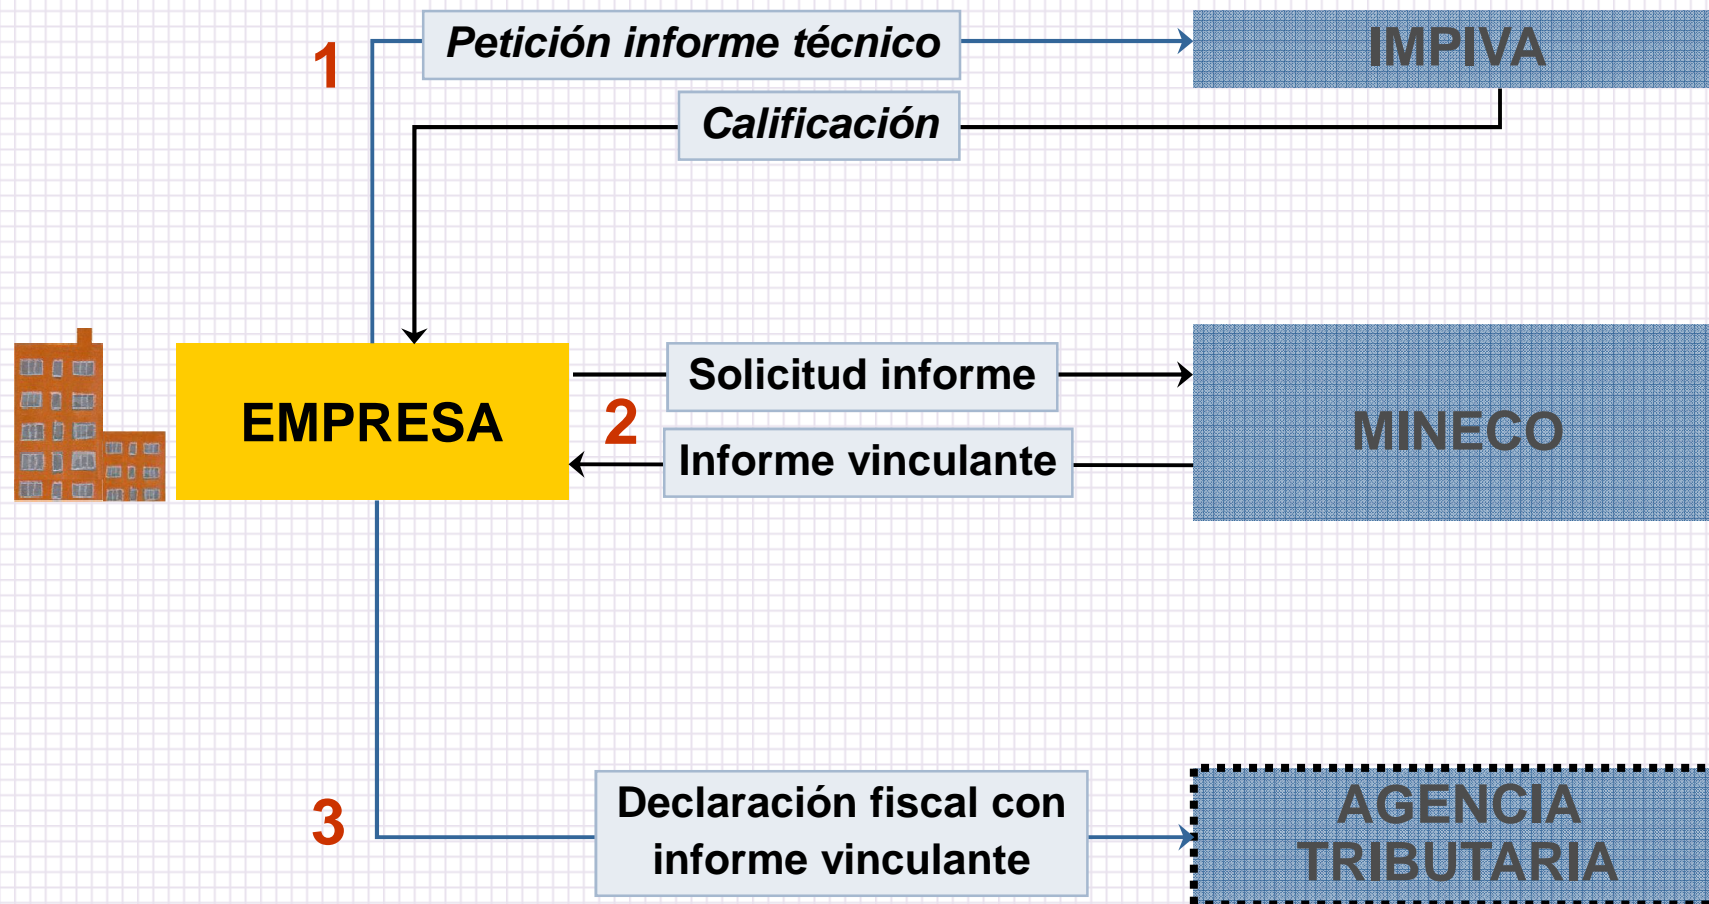 1
Petición informe técnico
IMPIVA
Calificación
EMPRESA
2
Solicitud informe
Informe vinculante
MINECO
3
Declaración fiscal con
informe vinculante
AGENCIA
TRIBUTARIA